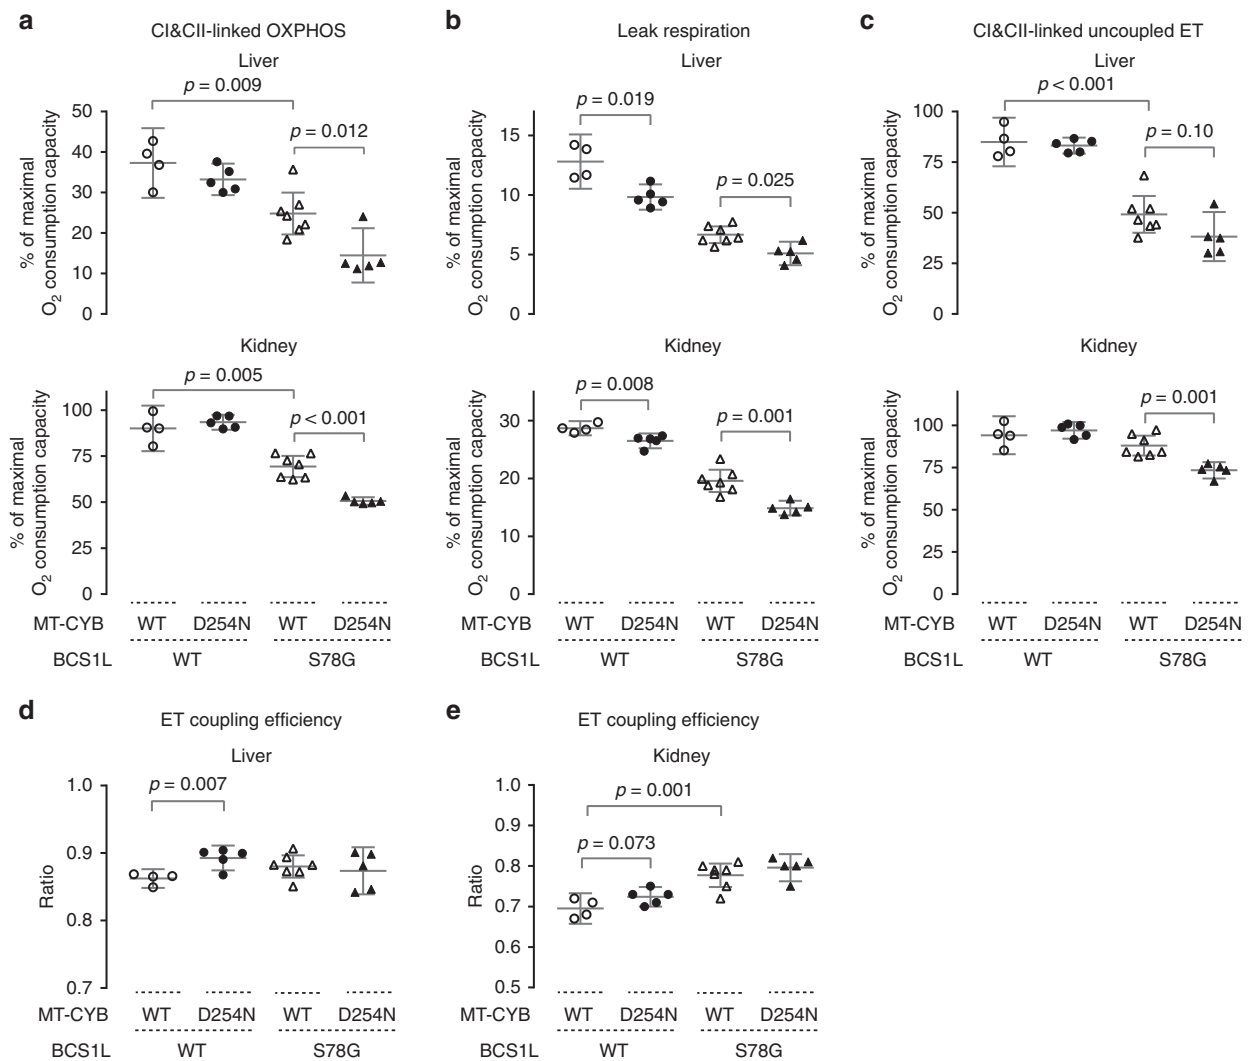 a
CI&CII-linked OXPHOS
Liver
p = 0.009
p = 0.012
% of maximal
O2 consumption capacity
50
40
30
20
10
0
Kidney
p = 0.005
p < 0.001
% of maximal
O2 consumption capacity
100
75
50
25
0
MT-CYB WT D254N WT D254N
BCS1L WT S78G
b
Leak respiration
Liver
p = 0.019
p = 0.025
% of maximal
O2 consumption capacity
15
10
5
0
Kidney
p = 0.008
p = 0.001
% of maximal
O2 consumption capacity
30
20
10
0
MT-CYB WT D254N WT D254N
BCS1L WT S78G
c
CI&CII-linked uncoupled ET
Liver
p < 0.001
p = 0.10
% of maximal
O2 consumption capacity
100
75
50
25
0
Kidney
p = 0.001
% of maximal
O2 consumption capacity
100
75
50
25
0
MT-CYB WT D254N WT D254N
BCS1L WT S78G
d
ET coupling efficiency
Liver
p = 0.007
Ratio
1.0
0.9
0.8
0.7
MT-CYB WT D254N WT D254N
BCS1L WT S78G
e
ET coupling efficiency
Kidney
p = 0.001
p = 0.073
Ratio
1.0
0.9
0.8
0.7
0.6
0.5
MT-CYB WT D254N WT D254N
BCS1L WT S78G